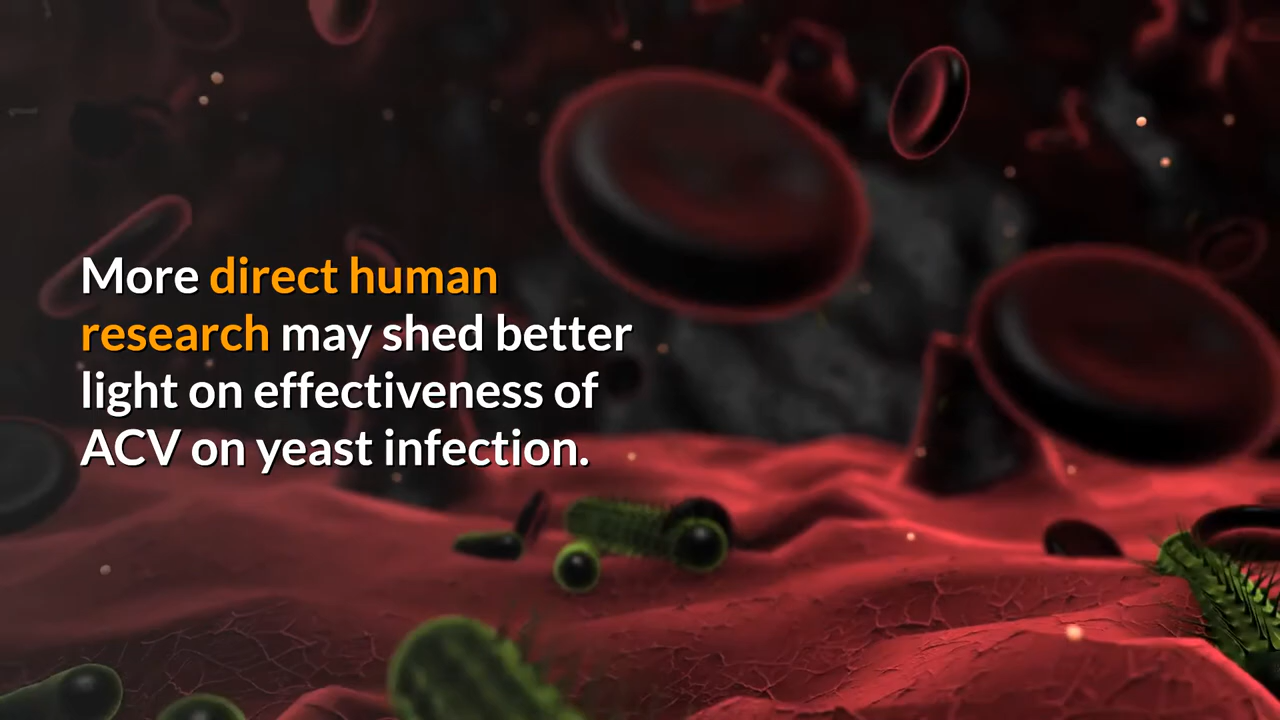 More direct human
research may shed better
light on effectiveness of
ACV on yeast infection.